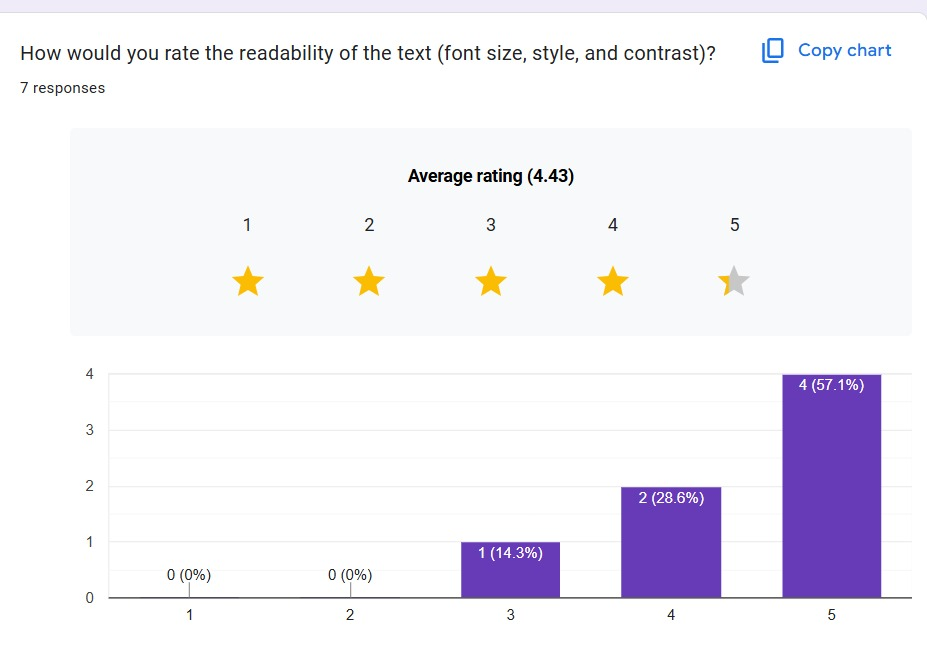 How would you rate the readability of the text (font size, style, and contrast)?
Copy chart
7 responses
Average rating (4.43)
1 2 3 4 5
4
4 (57.1%)
3
2
2 (28.6%)
1
1 (14.3%)
0 (0%) 0 (0%)
0
1 2 3 4 5